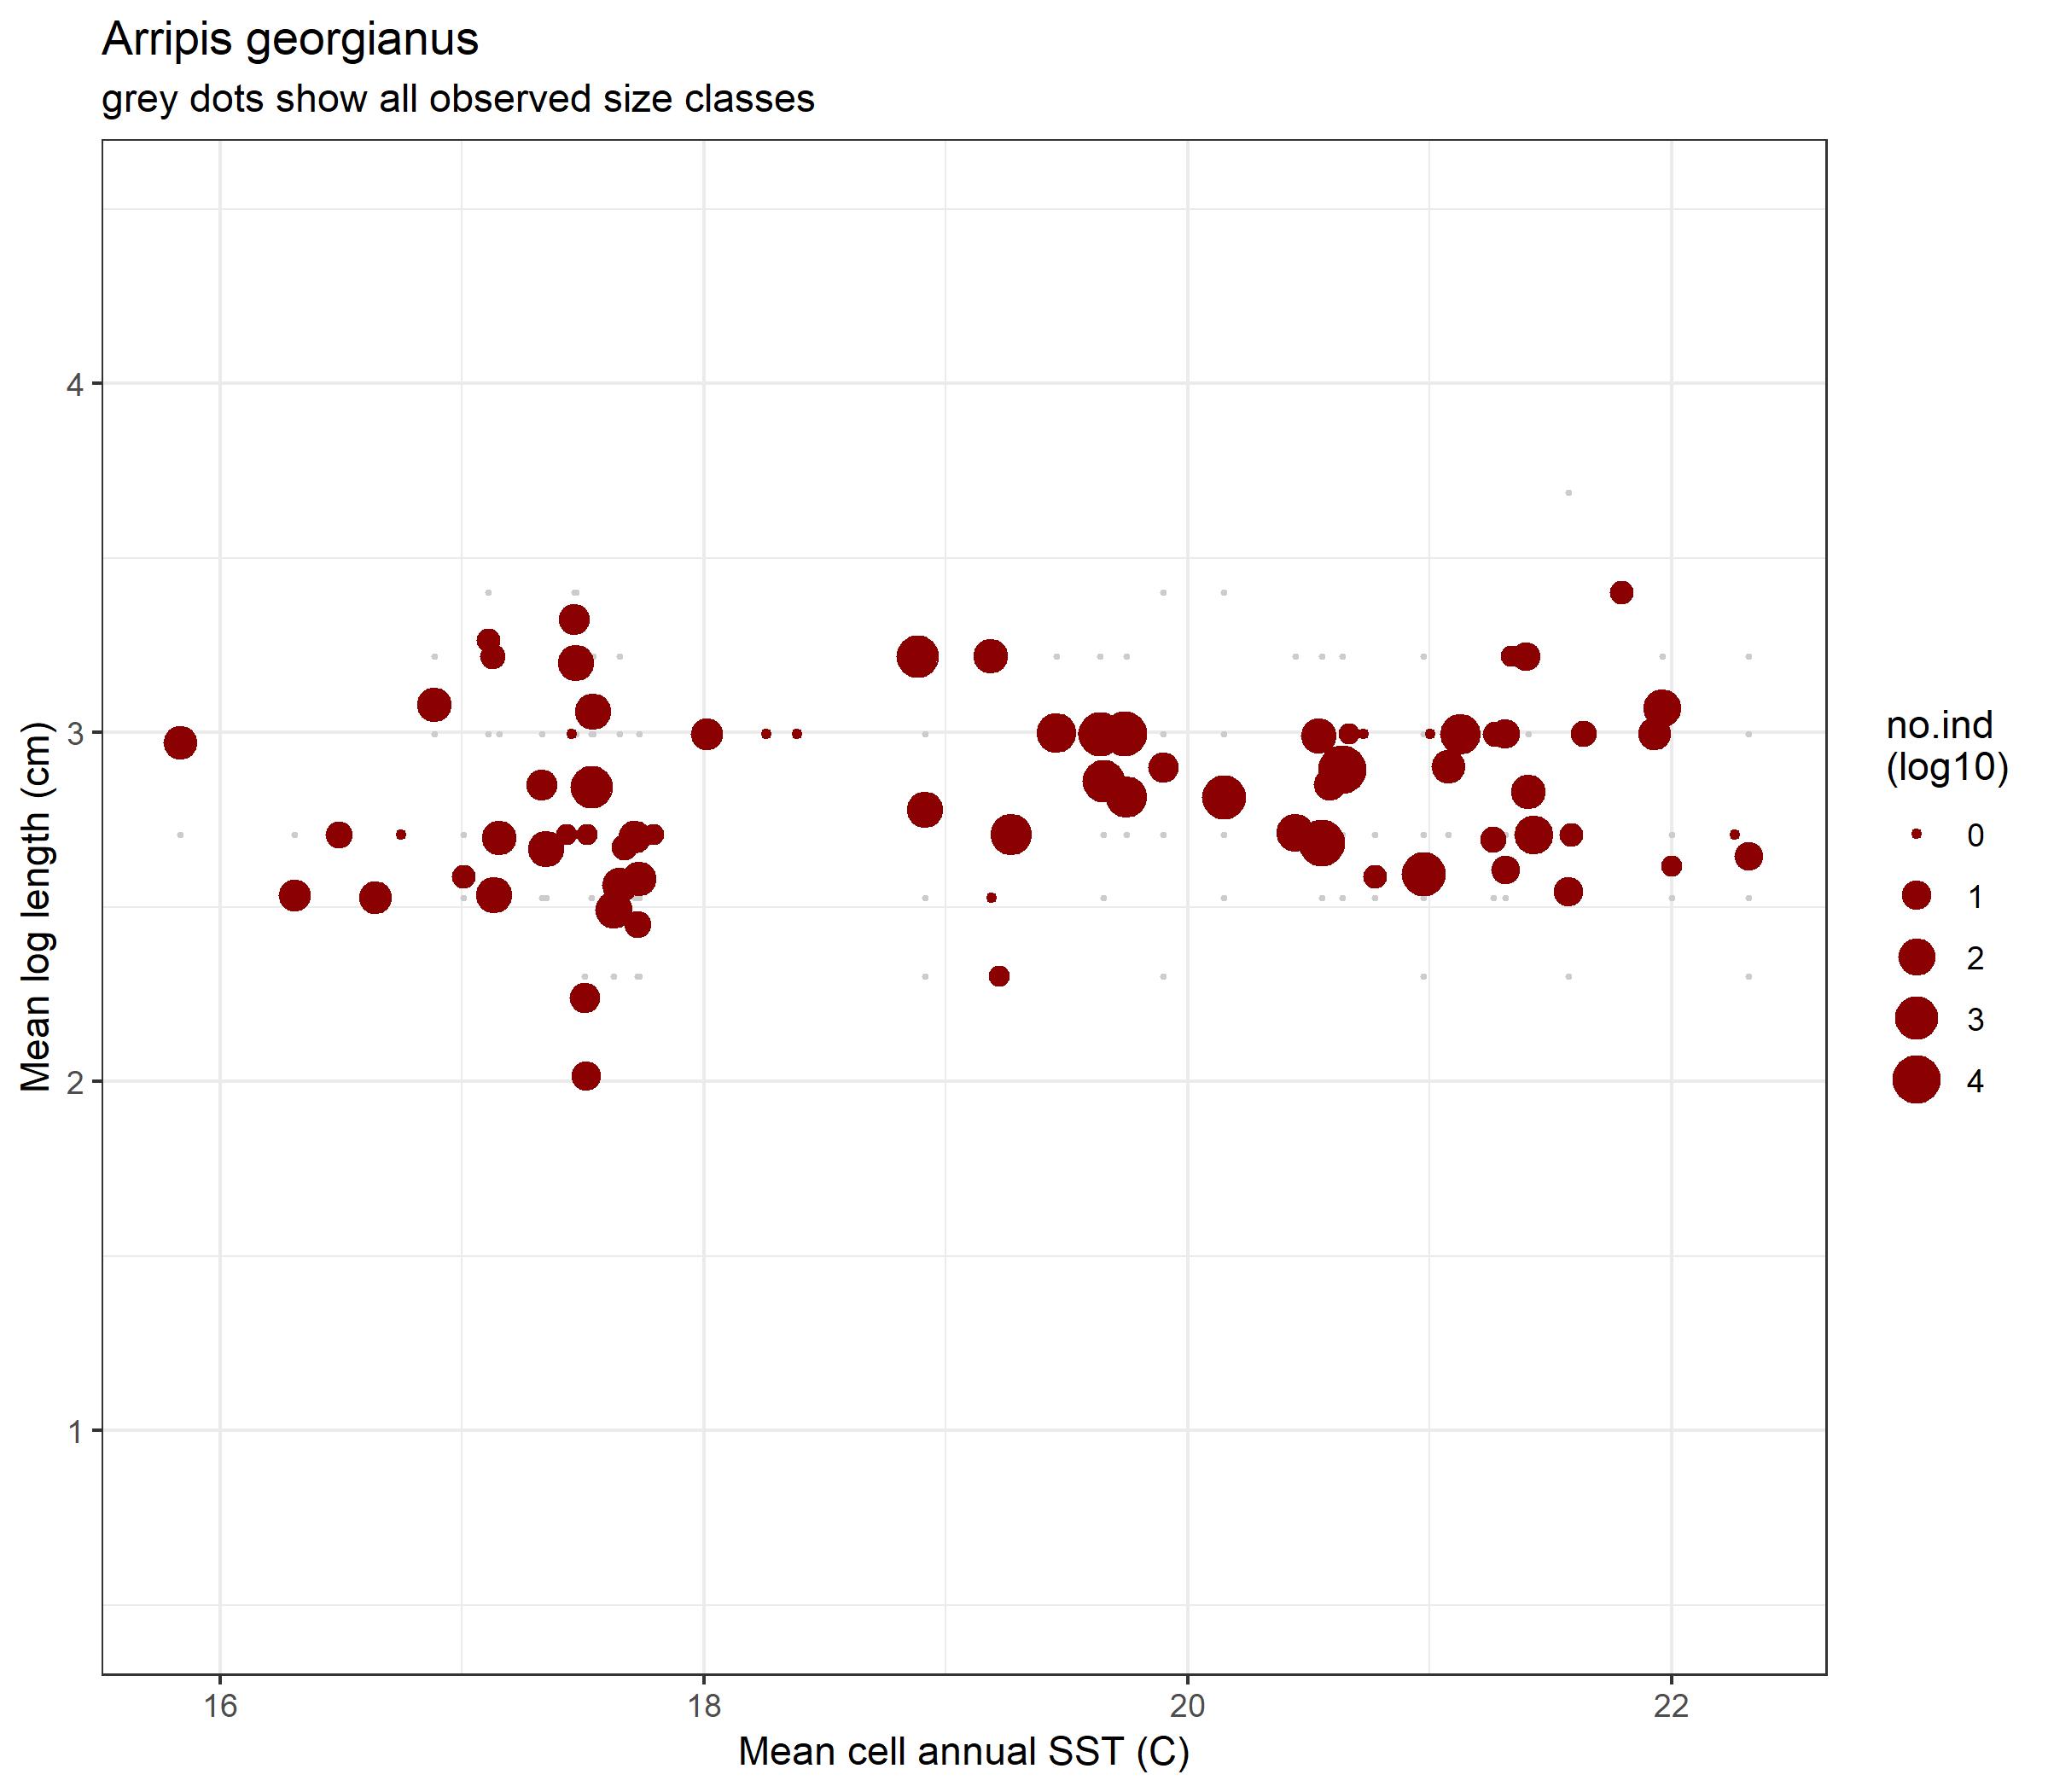 Arripis georgianus
grey dots show all observed size classes
Mean log length (cm)
4
3
2
1
16 18 20 22
Mean cell annual SST (C)
no.ind
(log10)
0
1
2
3
4